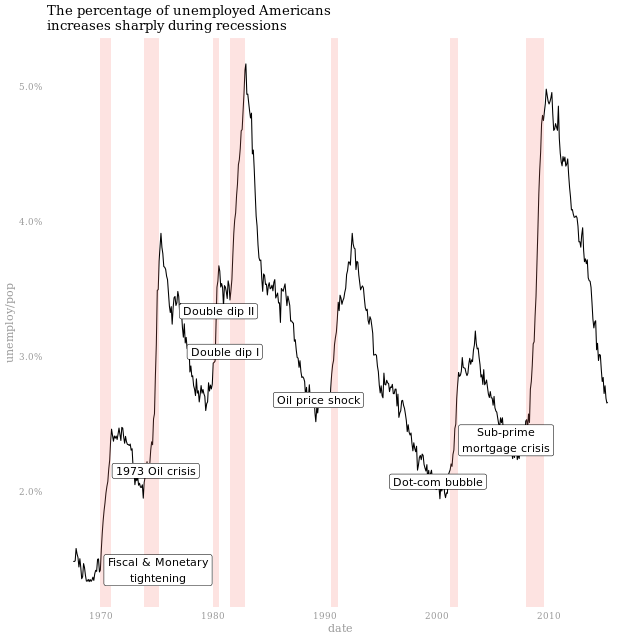 The percentage of unemployed Americans
increases sharply during recessions
5.0%
4.0%
3.0%
2.0%
unemploy/pop
Double dip II
Double dip I
Oil price shock
Sub-prime
mortgage crisis
1973 Oil crisis
Dot-com bubble
Fiscal & Monetary
tightening
1970 1980 1990 2000 2010
date